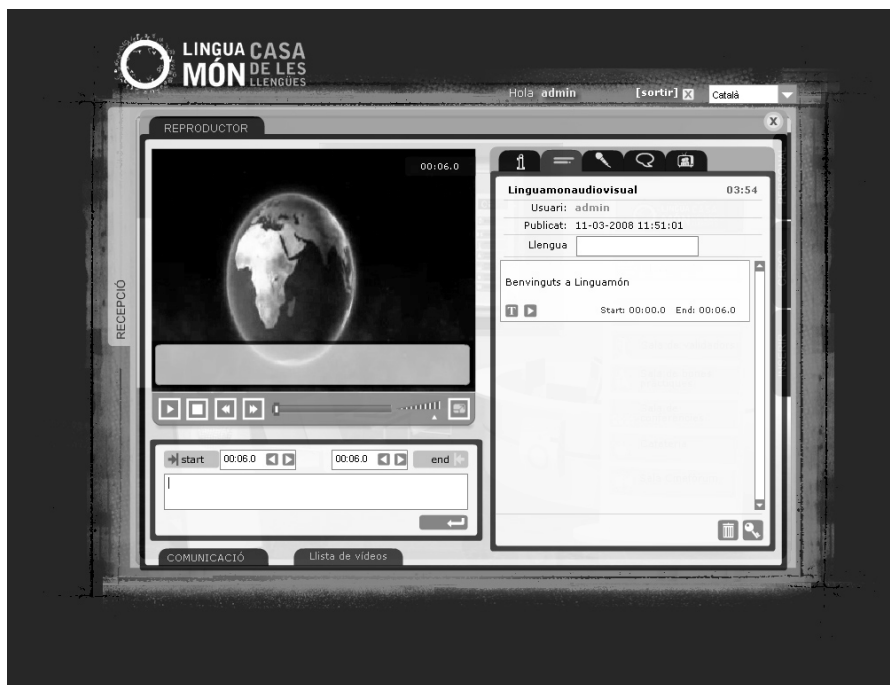 LINGUA CASA
MÓN DE LES
LLENGÜES
Hola admin
[sortir] X
Català
REPRODUCTOR
X
RECEPCIÓ
00:06.0
Linguamonaudiovisual 03:54
Usuari: admin
Publicat: 11-03-2008 11:51:01
Llengua
Benvinguts a Linguamón
T
Start: 00:00.0 End: 00:06.0
start 00:06.0 00:06.0 end
COMUNICACIÓ
Llista de vídeos